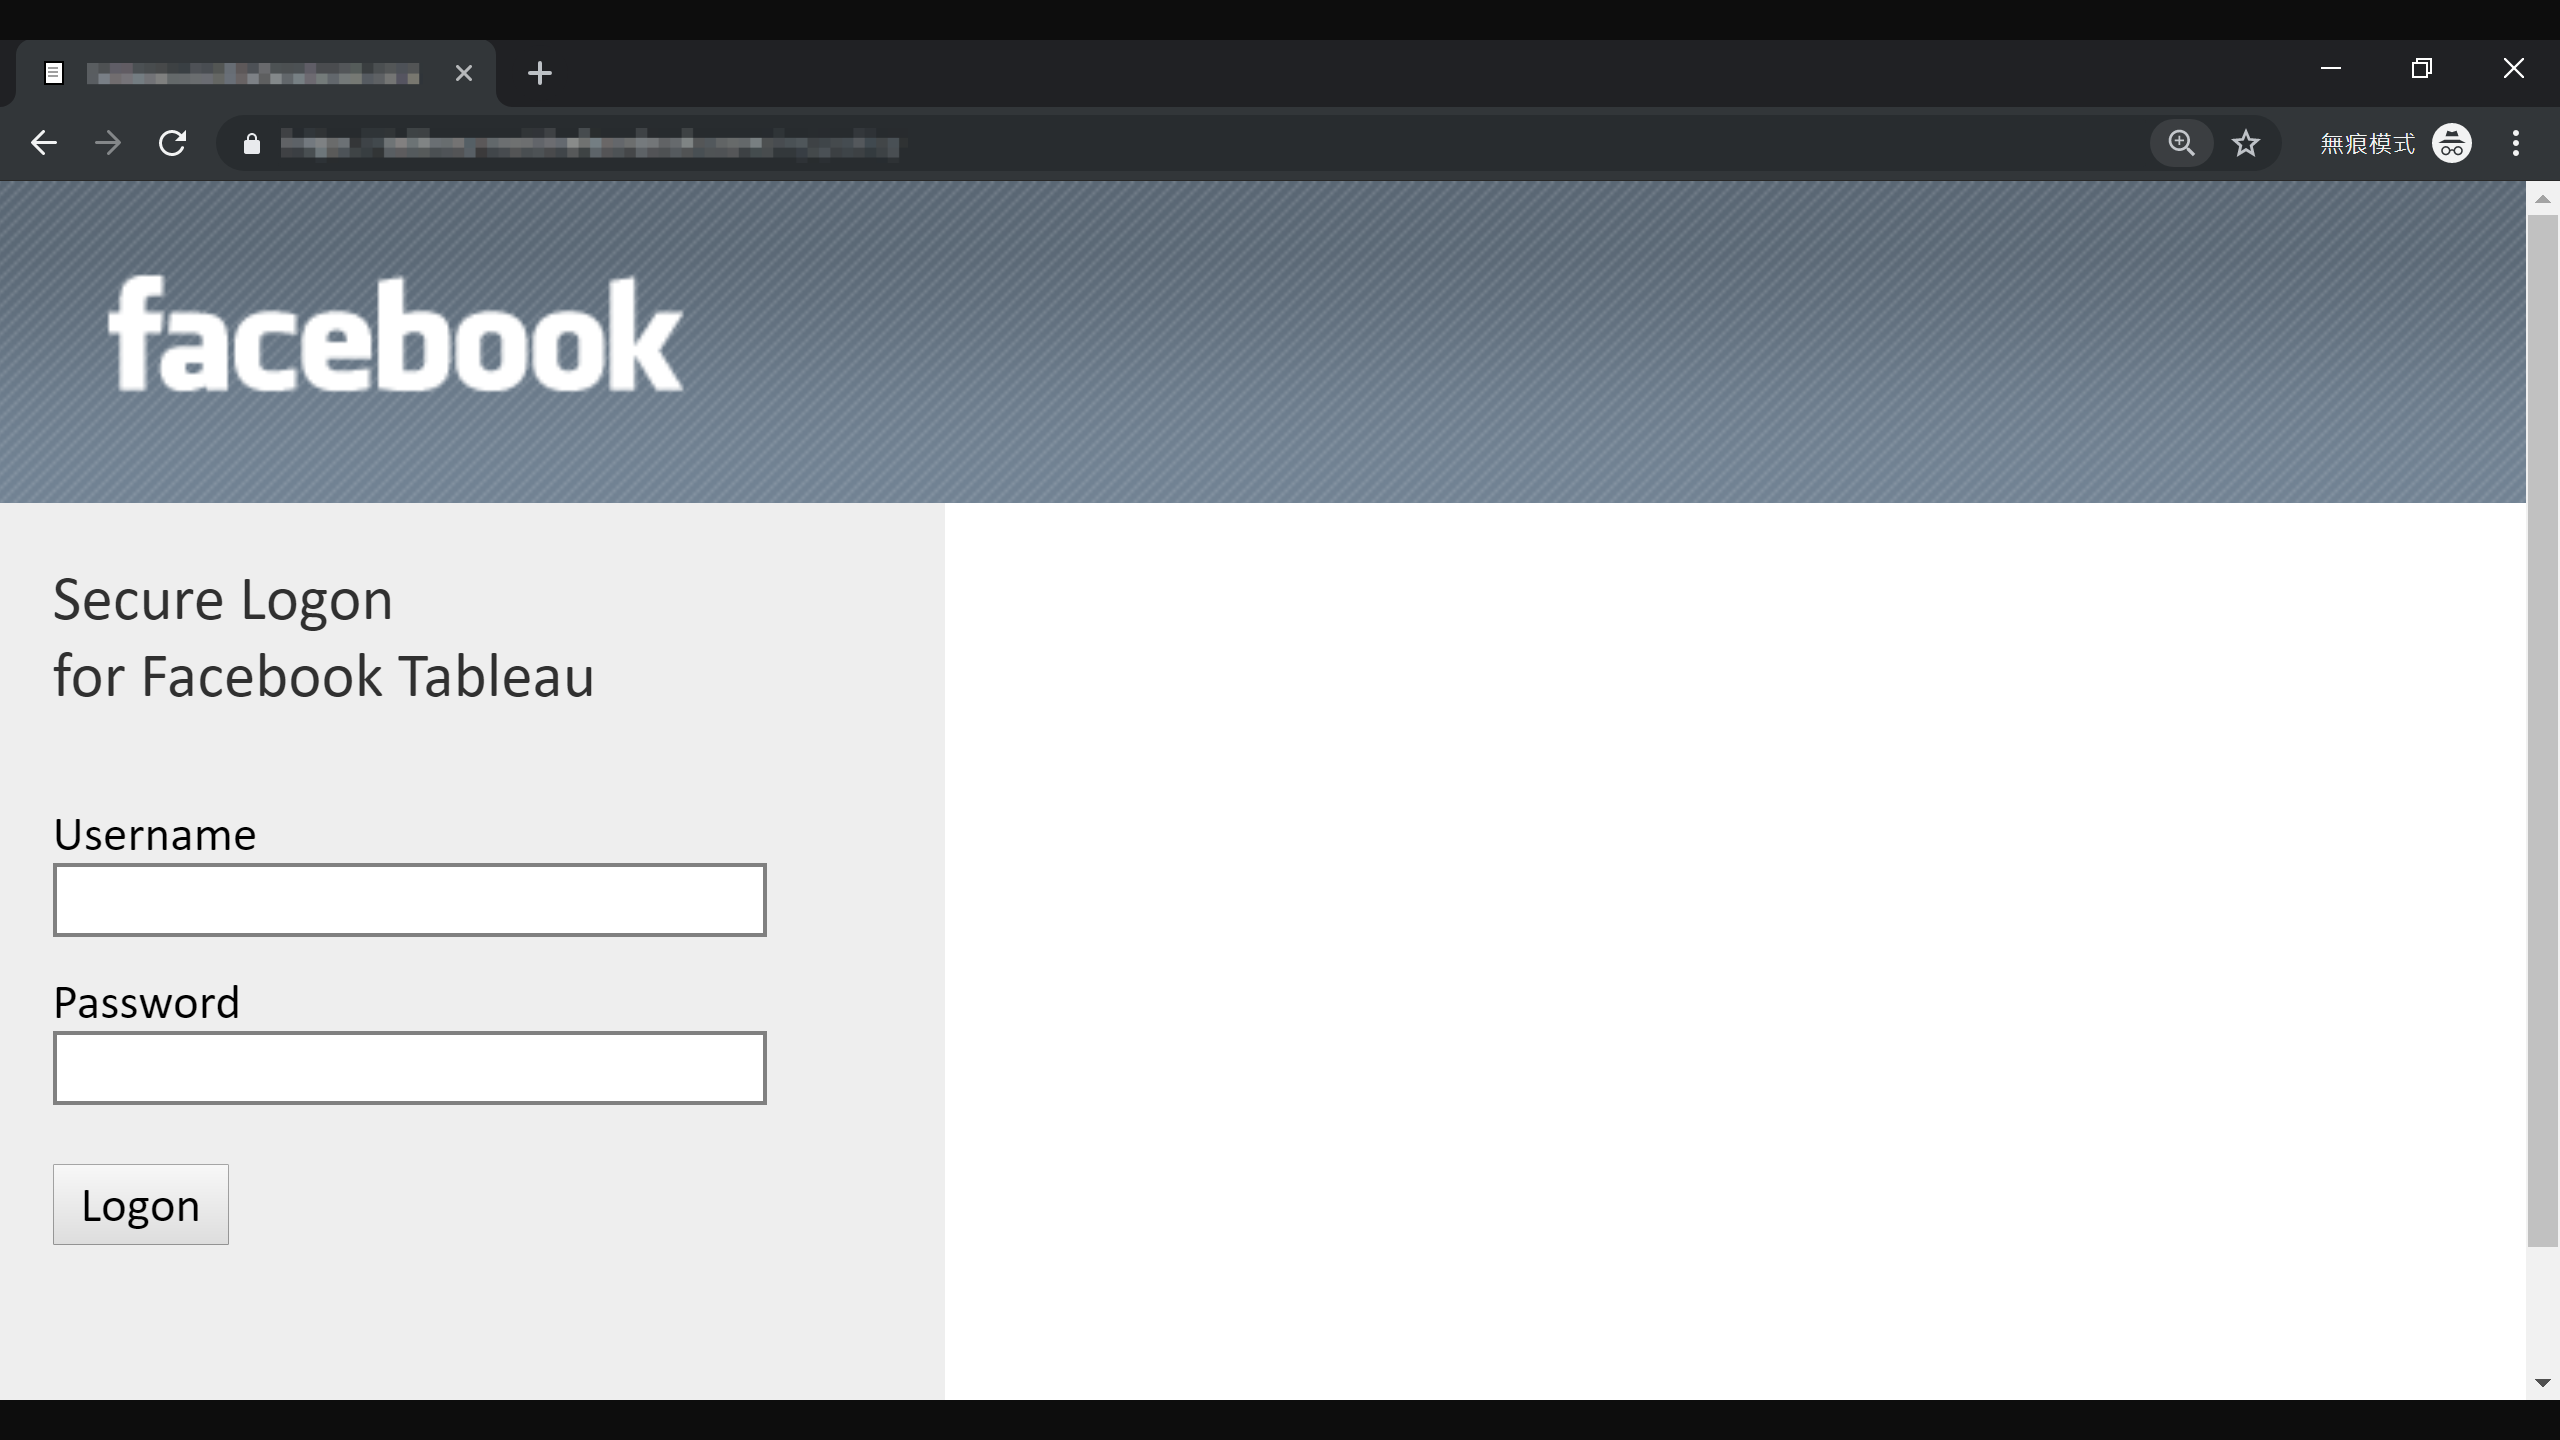 無痕模式
facebook
Secure Logon
for Facebook Tableau
Username
Password
Logon